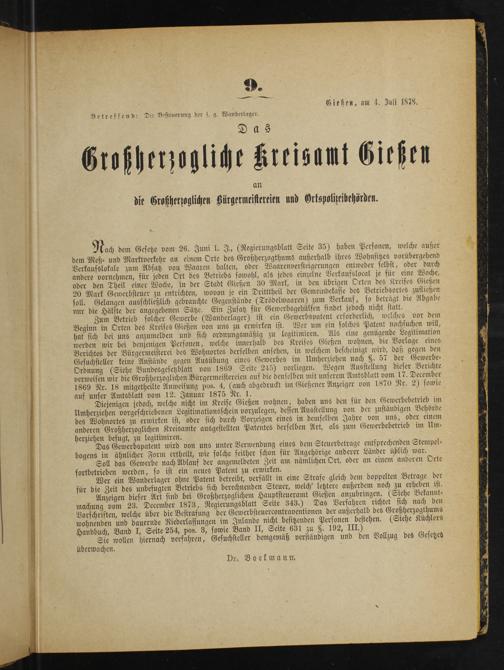 9.
Gießen, am 4. Juli 1878.
Betreffend: Die Besteuerung der s. g. Wanderlager.
Das
Großherzogliche Kreisamt Gießen
an
die Großherzoglichen Bürgermeistereien und Ortspolizeibehörden.
Nach dem Gesetze vom 26. Juni l. J., (Regierungsblatt Seite 35) haben Personen, welche außer
dem Meß- und Marktverkehr an einem Orte des Großherzogthums außerhalb ihres Wohnsitzes vorübergehend
Verkaufslokale zum Absatz von Waaren halten, oder Waarenversteigerungen entweder selbst, oder durch
andere vornehmen, für jeden Ort des Betriebs sowohl, als jedes einzelne Verkaufslocal je für eine Woche,
oder den Theil einer Woche, in der Stadt Gießen 30 Mark, in den übrigen Orten des Kreises Gießen
20 Mark Gewerbsteuer zu entrichten, wovon je ein Dritttheil der Gemeindekasse des Betriebsortes zufließen
soll. Gelangen ausschließlich gebrauchte Gegenstände (Trödelwaaren) zum Verkauf, so beträgt die Abgabe
nur die Hälfte der angegebenen Sätze. Ein Zusatz für Gewerbsgehülfen findet jedoch nicht statt.
Zum Betrieb solcher Gewerbe (Wanderlager) ist ein Gewerbspatent erforderlich, welches vor dem
Beginn in Orten des Kreises Gießen von uns zu erwirken ist. Wer um ein solches Patent nachsuchen will,
hat sich bei uns anzumelden und sich ordnungsmäßig zu legitimiren. Als eine genügende Legitimation
werden wir bei denjenigen Personen, welche innerhalb des Kreises Gießen wohnen, die Vorlage eines
Berichtes der Bürgermeisterei des Wohnortes derselben ansehen, in welchem bescheinigt wird, daß gegen den
Gesuchsteller keine Anstände gegen Ausübung eines Gewerbes im Umherziehen nach § 57 der Gewerbe-
Ordnung (Siehe Bundesgesetzblatt von 1869 Seite 245) vorliegen. Wegen Ausstellung dieser Berichte
verweisen wir die Großherzoglichen Bürgermeistereien auf die denselben mit unserem Amtsblatt vom 17. December
1869 Nr. 18 mitgetheilte Anweisung pos. 4, (auch abgedruckt im Gießener Anzeiger von 1870 Nr. 2) sowie
auf unser Amtsblatt vom 12. Januar 1875 Nr. 1.
Diejenigen jedoch, welche nicht im Kreise Gießen wohnen, haben uns den für den Gewerbebetrieb im
Umherziehen vorgeschriebenen Legitimationsschein vorzulegen, dessen Ausstellung von der zuständigen Behörde
des Wohnortes zu erwirken ist, oder sich durch Vorzeigen eines in demselben Jahre von uns, oder einem
anderen Großherzoglichen Kreisamte ausgestellten Patentes derselben Art, als zum Gewerbebetrieb im Um-
herziehen befugt, zu legitimiren.
Das Gewerbspatent wird von uns unter Verwendung eines dem Steuerbetrage entsprechenden Stempel-
bogens in ähnlicher Form ertheilt, wie solche seither schon für Angehörige anderer Länder üblich war.
Soll das Gewerbe nach Ablauf der angemeldeten Zeit am nämlichen Ort, oder an einem anderen Orte
fortbetrieben werden, so ist ein neues Patent zu erwirken.
Wer ein Wanderlager ohne Patent betreibt, verfällt in eine Strafe gleich dem doppelten Betrage der
für die Zeit des unbefugten Betriebs sich berechnenden Steuer, welch' letztere außerdem noch zu erheben ist.
Anzeigen dieser Art sind bei Großherzoglichem Hauptsteueramt Gießen anzubringen. (Siehe Bekannt-
machung vom 23. December 1873, Regierungsblatt Seite 343.) Das Verfahren richtet sich nach den
Vorschriften, welche über die Bestrafung der Gewerbsteuercontraventionen der außerhalb des Großherzogthums
wohnenden und dauernde Niederlassungen im Inlande nicht besitzenden Personen bestehen. (Siehe Küchlers
Handbuch, Band I, Seite 254, pos. 3, sowie Band II, Seite 631 zu §. 192, III.)
Sie wollen hiernach verfahren, Gesuchsteller demgemäß verständigen und den Vollzug des Gesetzes
überwachen.
Dr. Boekmann.